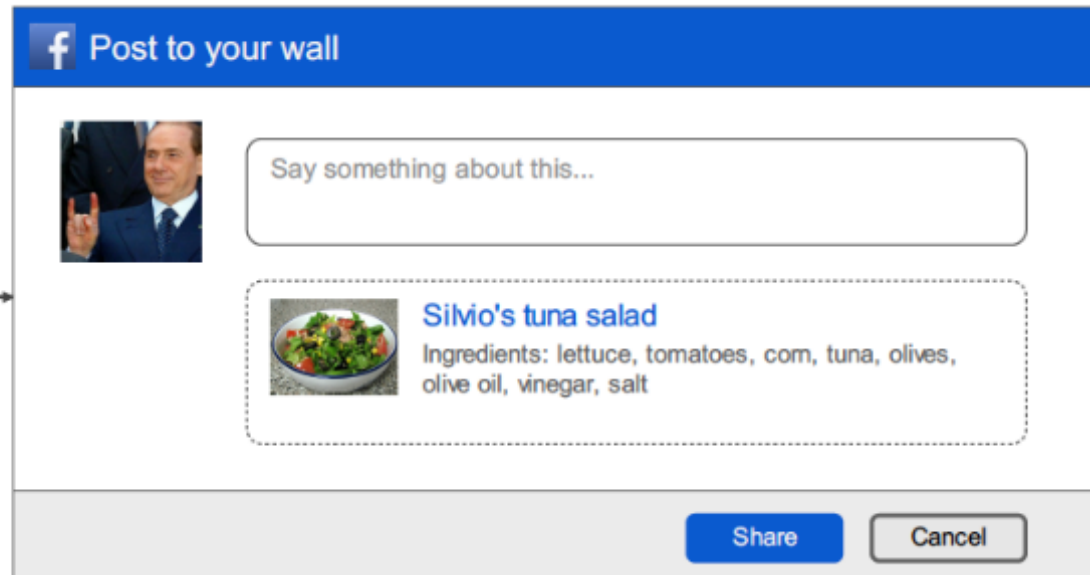 f Post to your wall
Say something about this...
Silvio's tuna salad
Ingredients: lettuce, tomatoes, corn, tuna, olives,
olive oil, vinegar, salt
Share Cancel